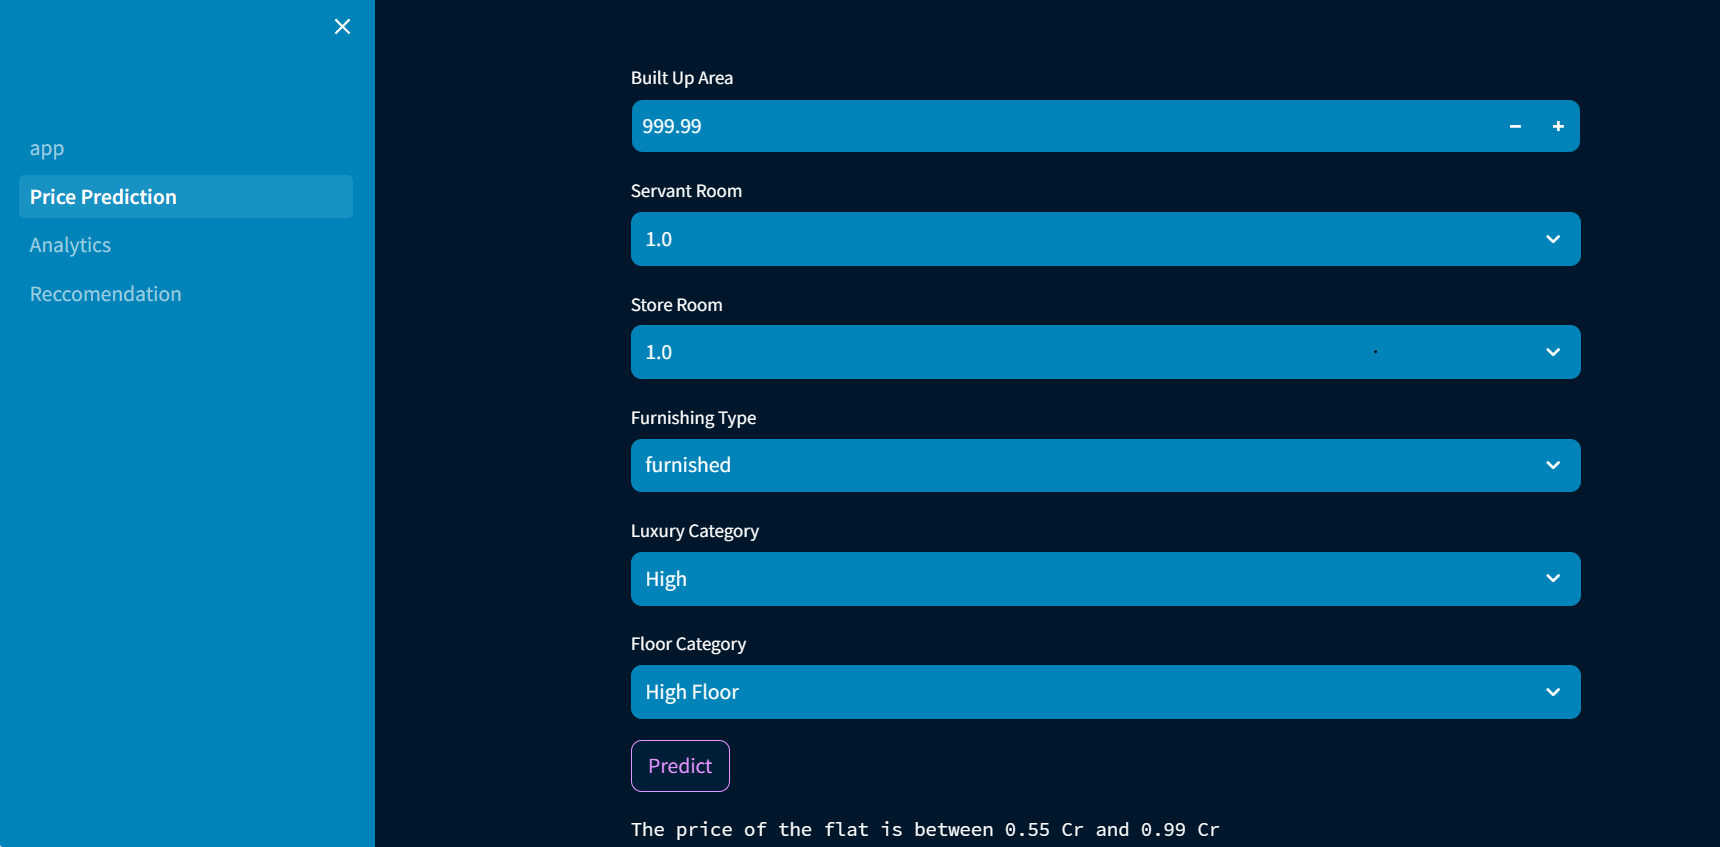 app
Price Prediction
Analytics
Reccomendation
Built Up Area
999.99
Servant Room
1.0
Store Room
1.0
Furnishing Type
furnished
Luxury Category
High
Floor Category
High Floor
Predict
The price of the flat is between 0.55 Cr and 0.99 Cr